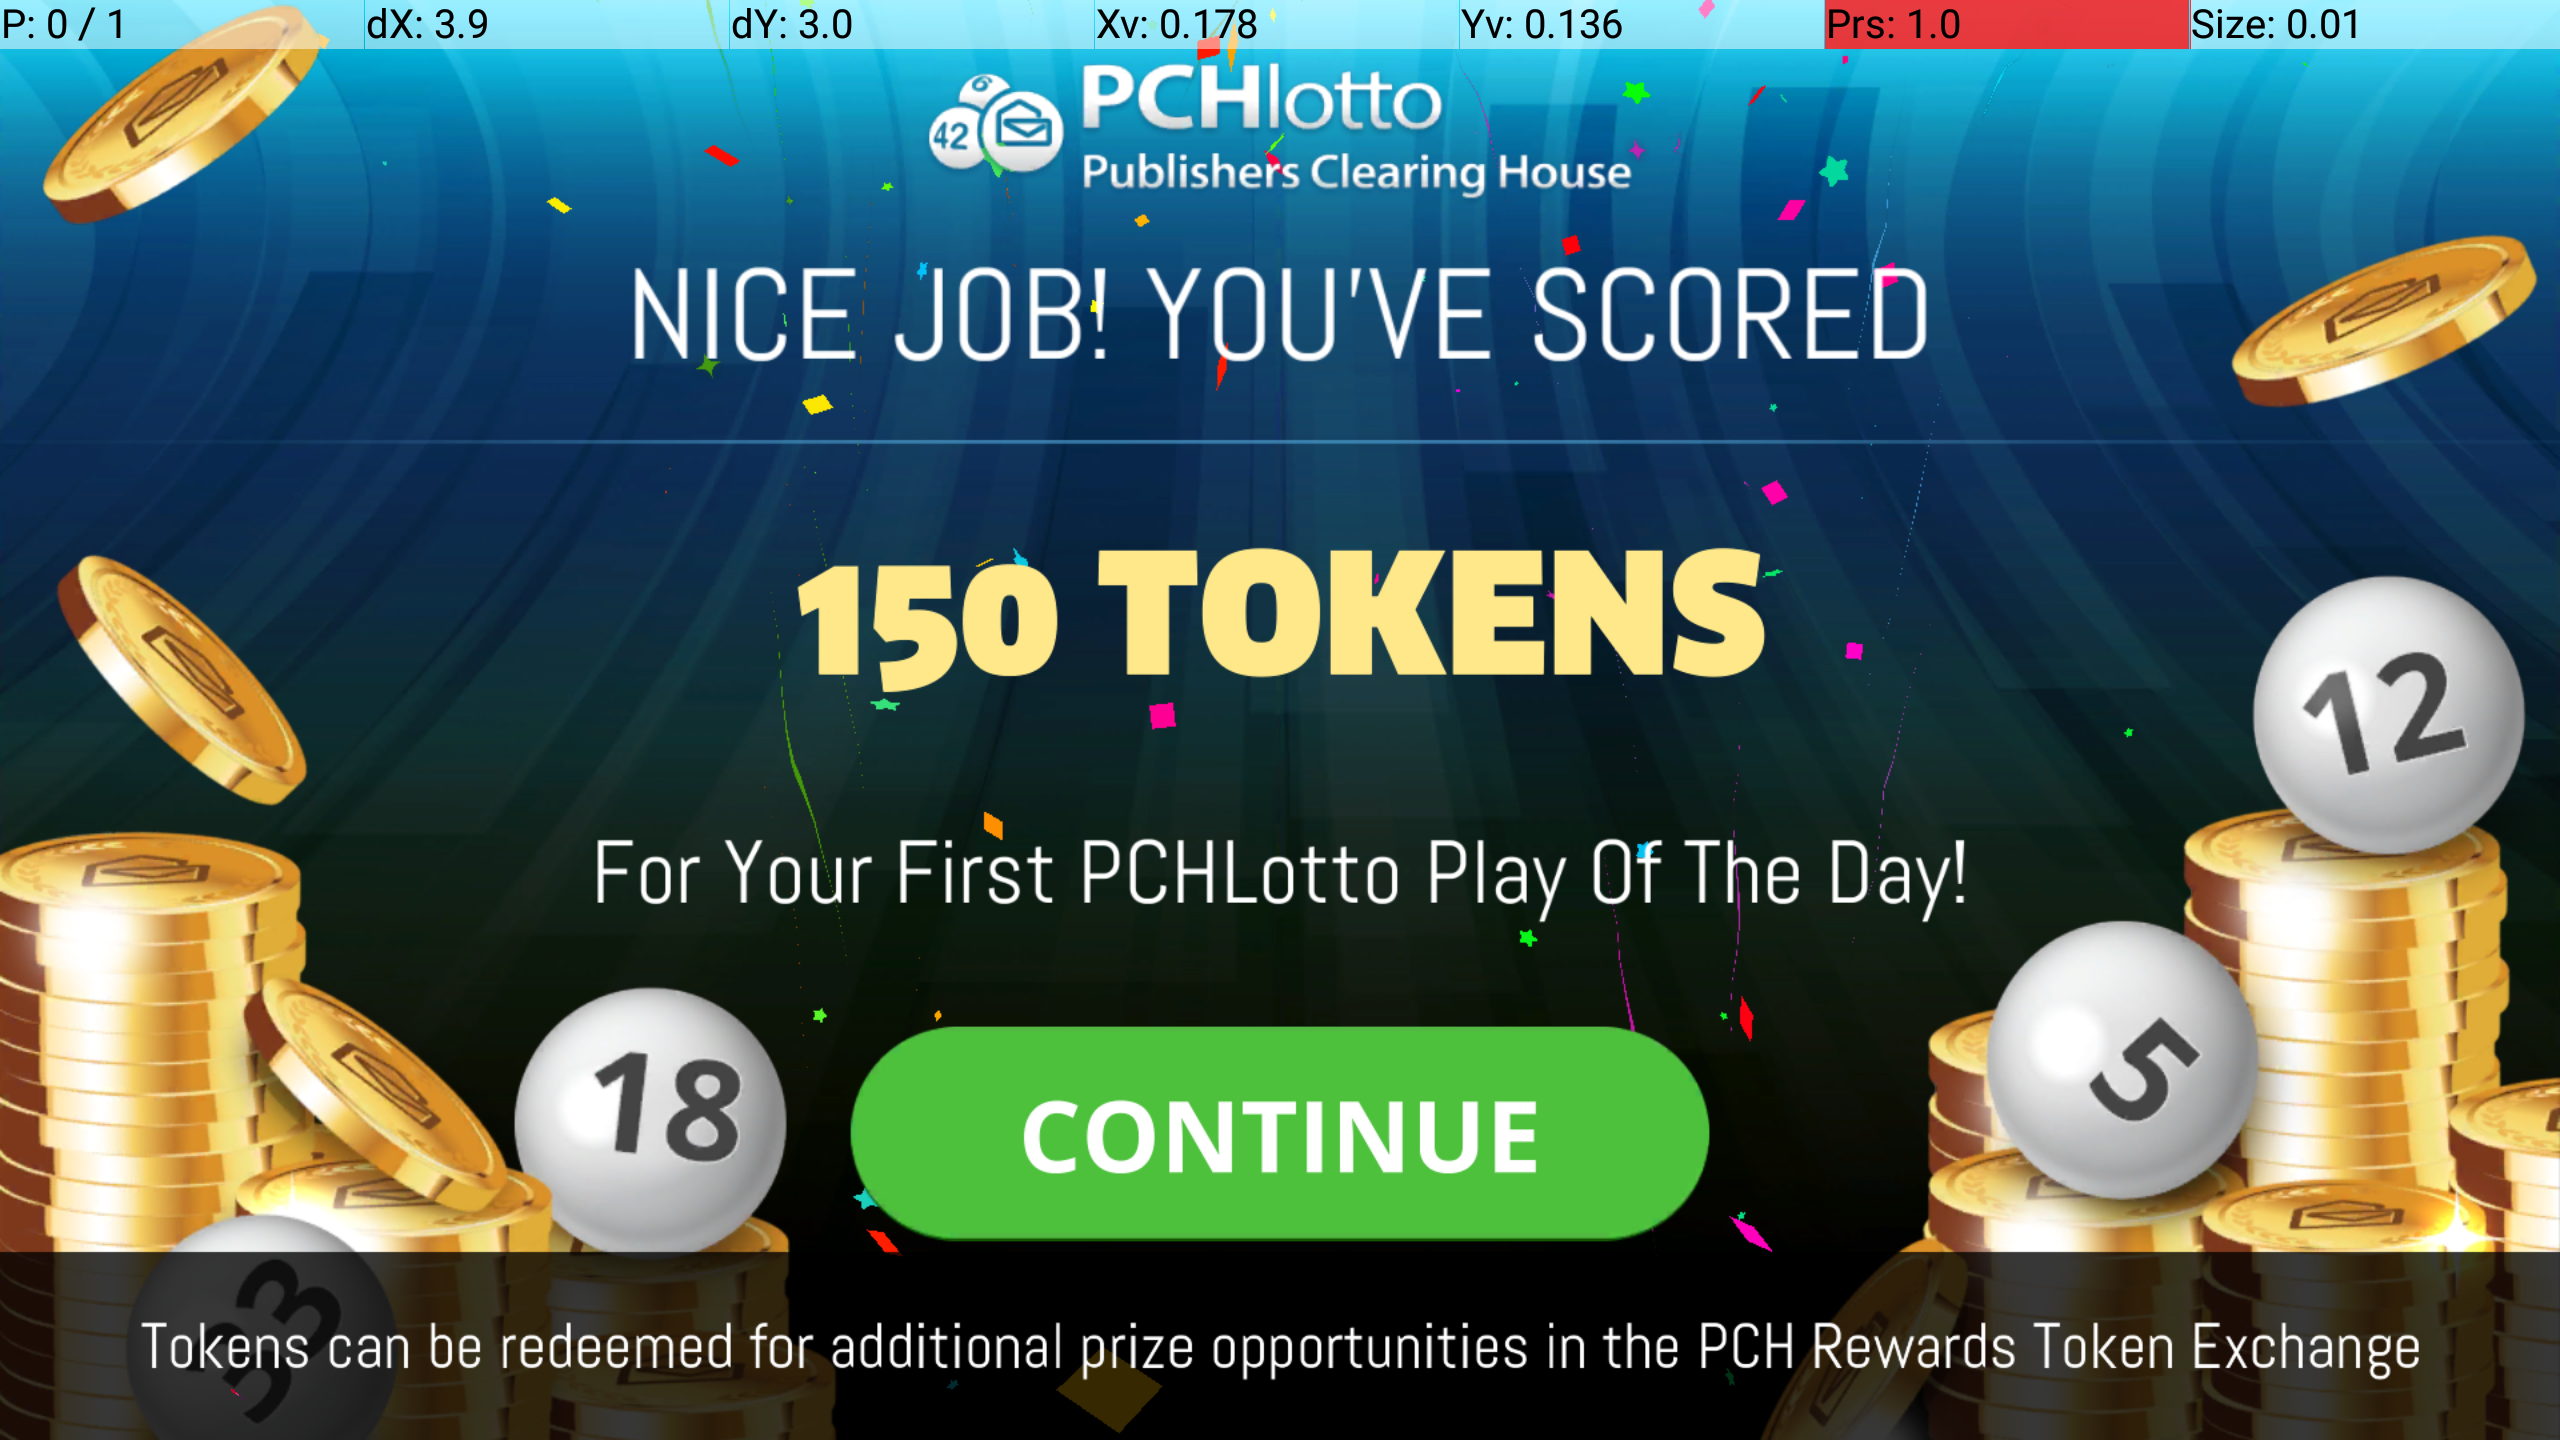 P: 0 / 1 dX: 3.9 dY: 3.0 Xv: 0.178 Yv: 0.136 Prs: 1.0 Size: 0.01
6
42
PCHlotto
Publishers Clearing House
NICE JOB! YOU'VE SCORED
150 TOKENS
12
For Your First PCHLotto Play Of The Day!
5
18
CONTINUE
33
Tokens can be redeemed for additional prize opportunities in the PCH Rewards Token Exchange